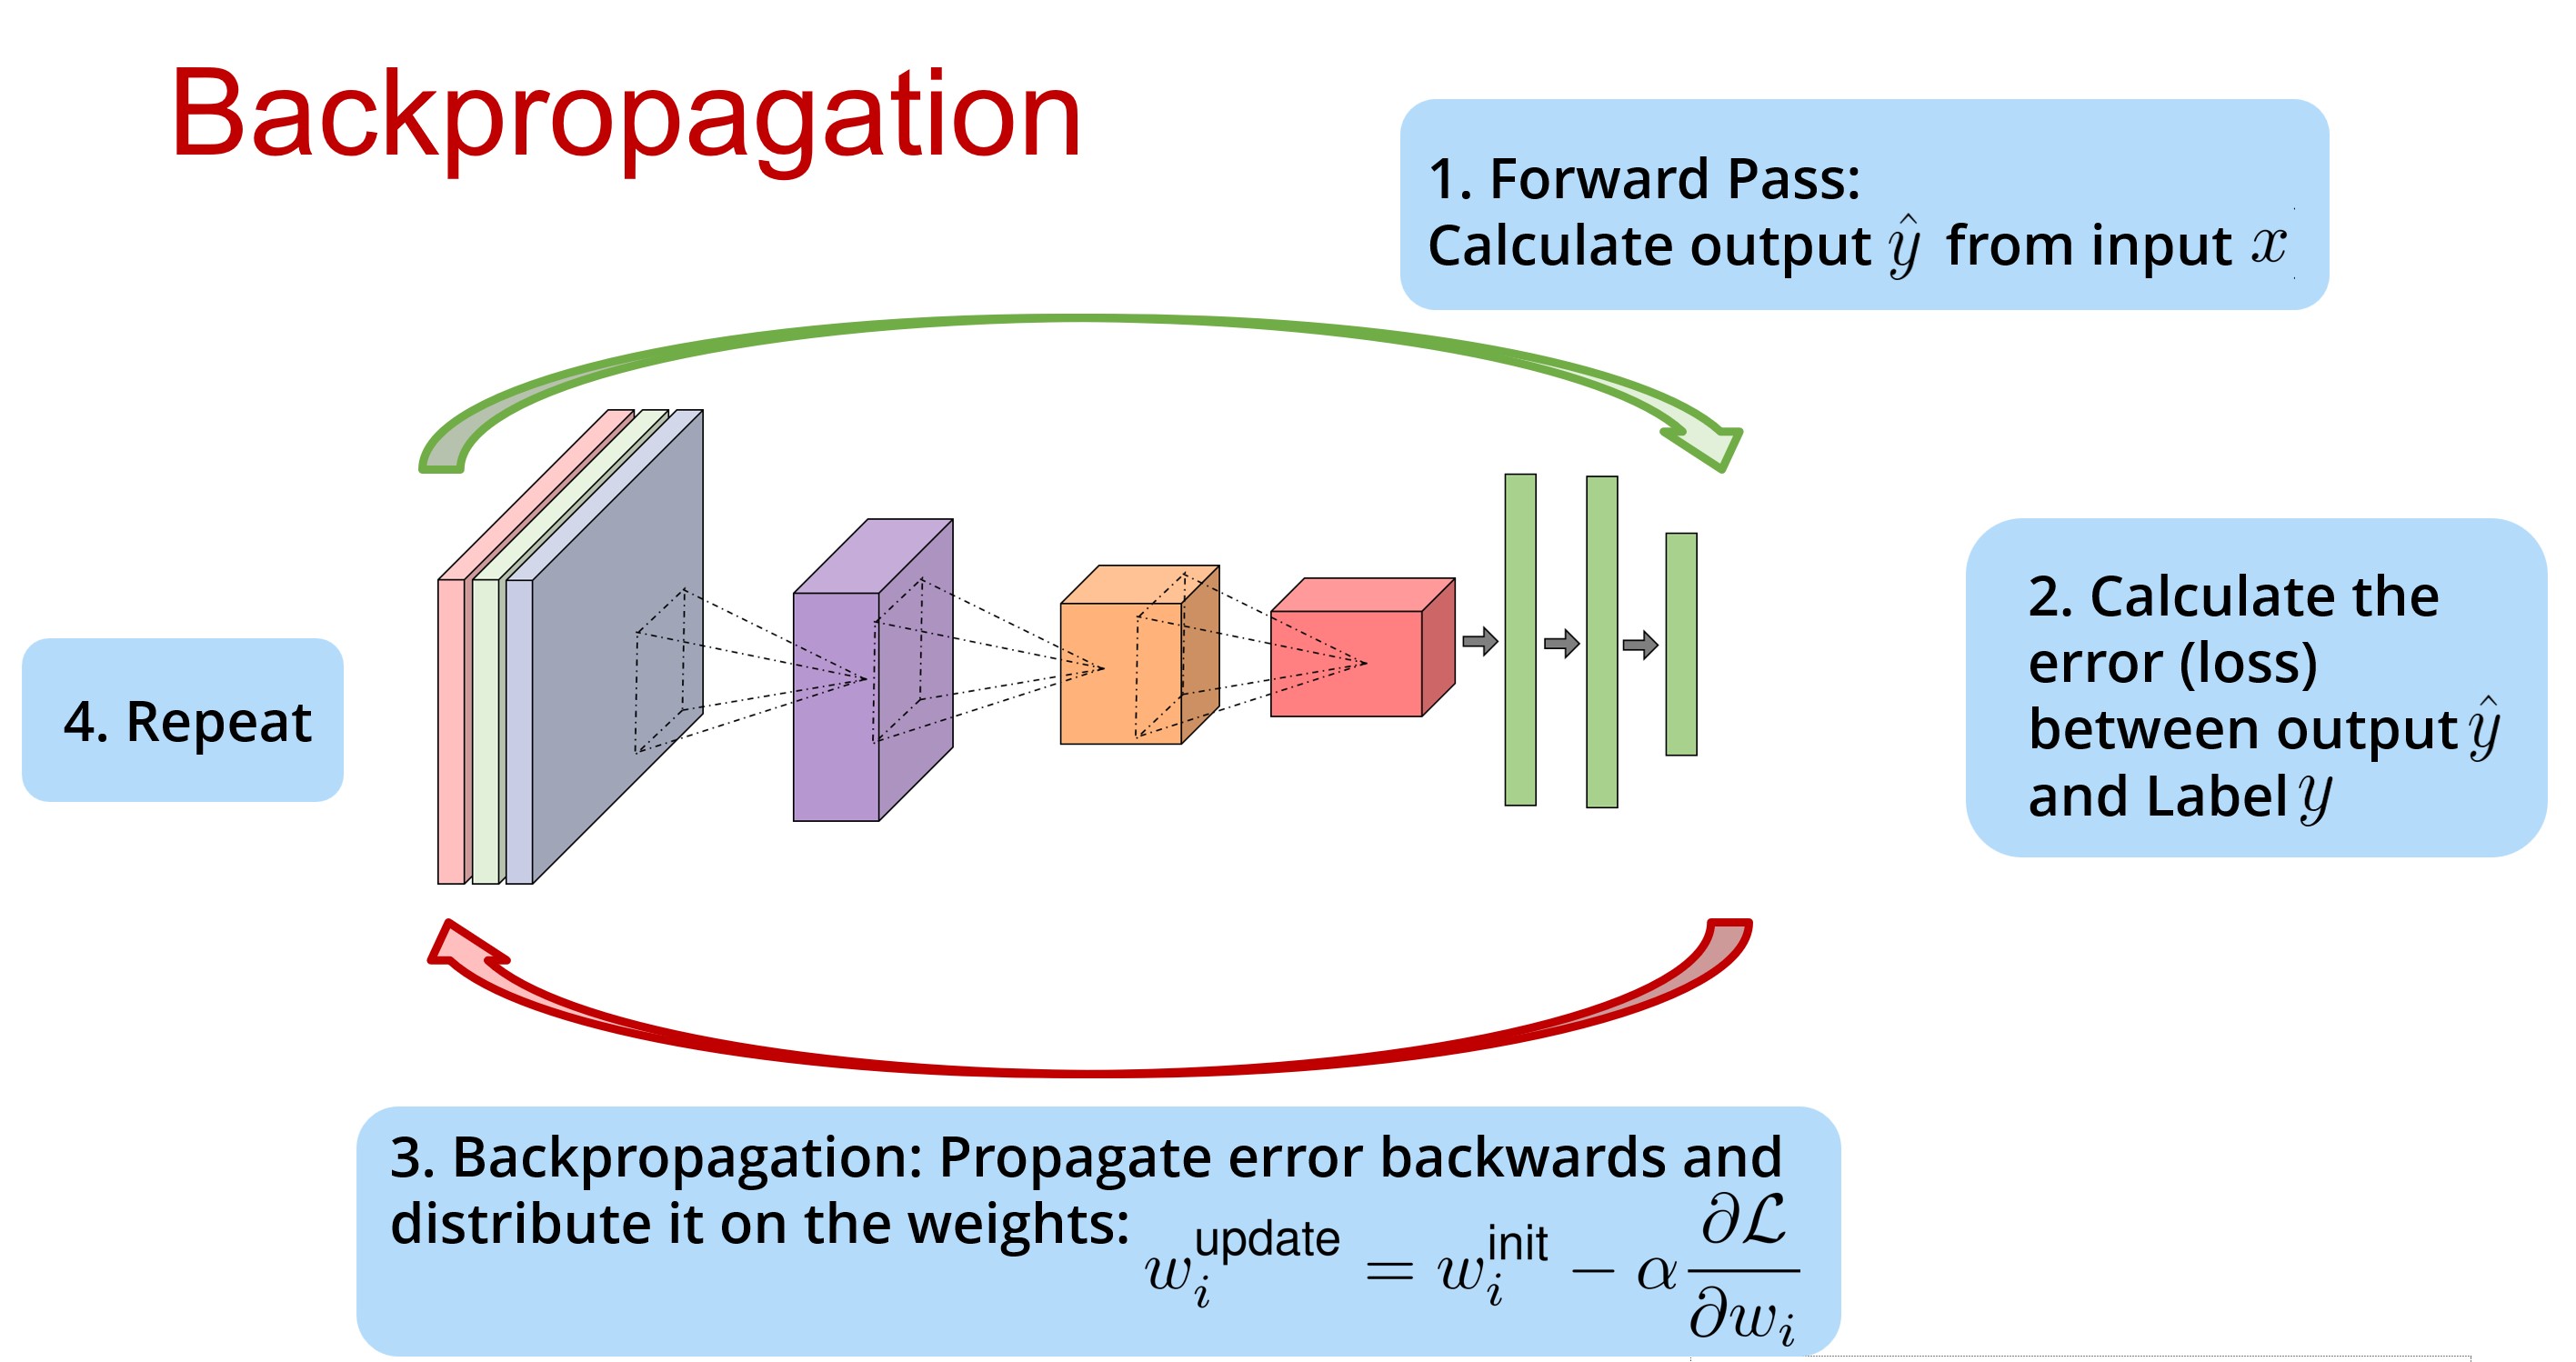 Backpropagation
1. Forward Pass:
Calculate output ŷ from input x
2. Calculate the
error (loss)
between output ŷ
and Label y
4. Repeat
3. Backpropagation: Propagate error backwards and
distribute it on the weights:
w_i^update = w_i^init − α ∂ℒ/∂w_i